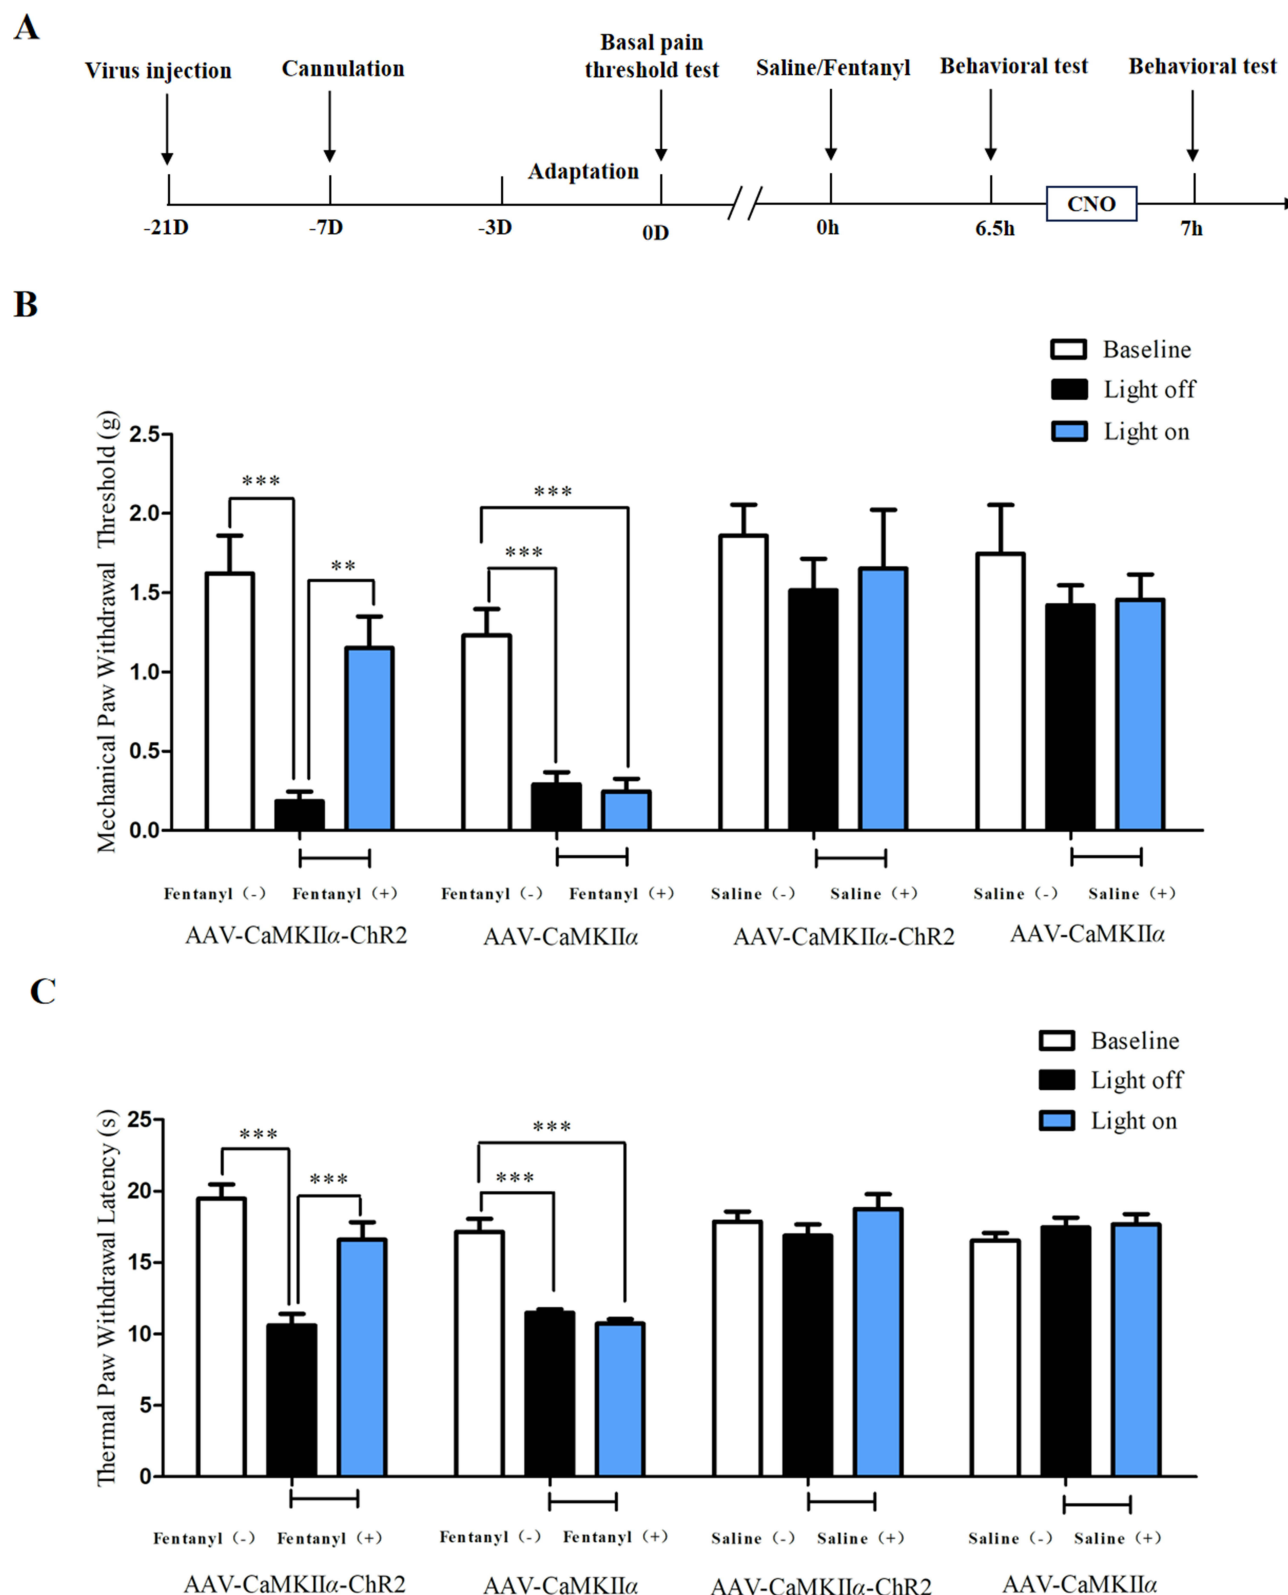 A
Virus injection
Cannulation
Basal pain
threshold test
Saline/Fentanyl
Behavioral test
Behavioral test
Adaptation
CNO
-21D
-7D
-3D
0D
0h
6.5h
7h
B
Baseline
Light off
Light on
Mechanical Paw Withdrawal Threshold (g)
2.5
2.0
1.5
1.0
0.5
0.0
***
**
***
***
Fentanyl (-)
Fentanyl (+)
Fentanyl (-)
Fentanyl (+)
Saline (-)
Saline (+)
Saline (-)
Saline (+)
AAV-CaMKIIα-ChR2
AAV-CaMKIIα
AAV-CaMKIIα-ChR2
AAV-CaMKIIα
C
Baseline
Light off
Light on
Thermal Paw Withdrawal Latency (s)
25
20
15
10
5
0
***
***
***
***
Fentanyl (-)
Fentanyl (+)
Fentanyl (-)
Fentanyl (+)
Saline (-)
Saline (+)
Saline (-)
Saline (+)
AAV-CaMKIIα-ChR2
AAV-CaMKIIα
AAV-CaMKIIα-ChR2
AAV-CaMKIIα